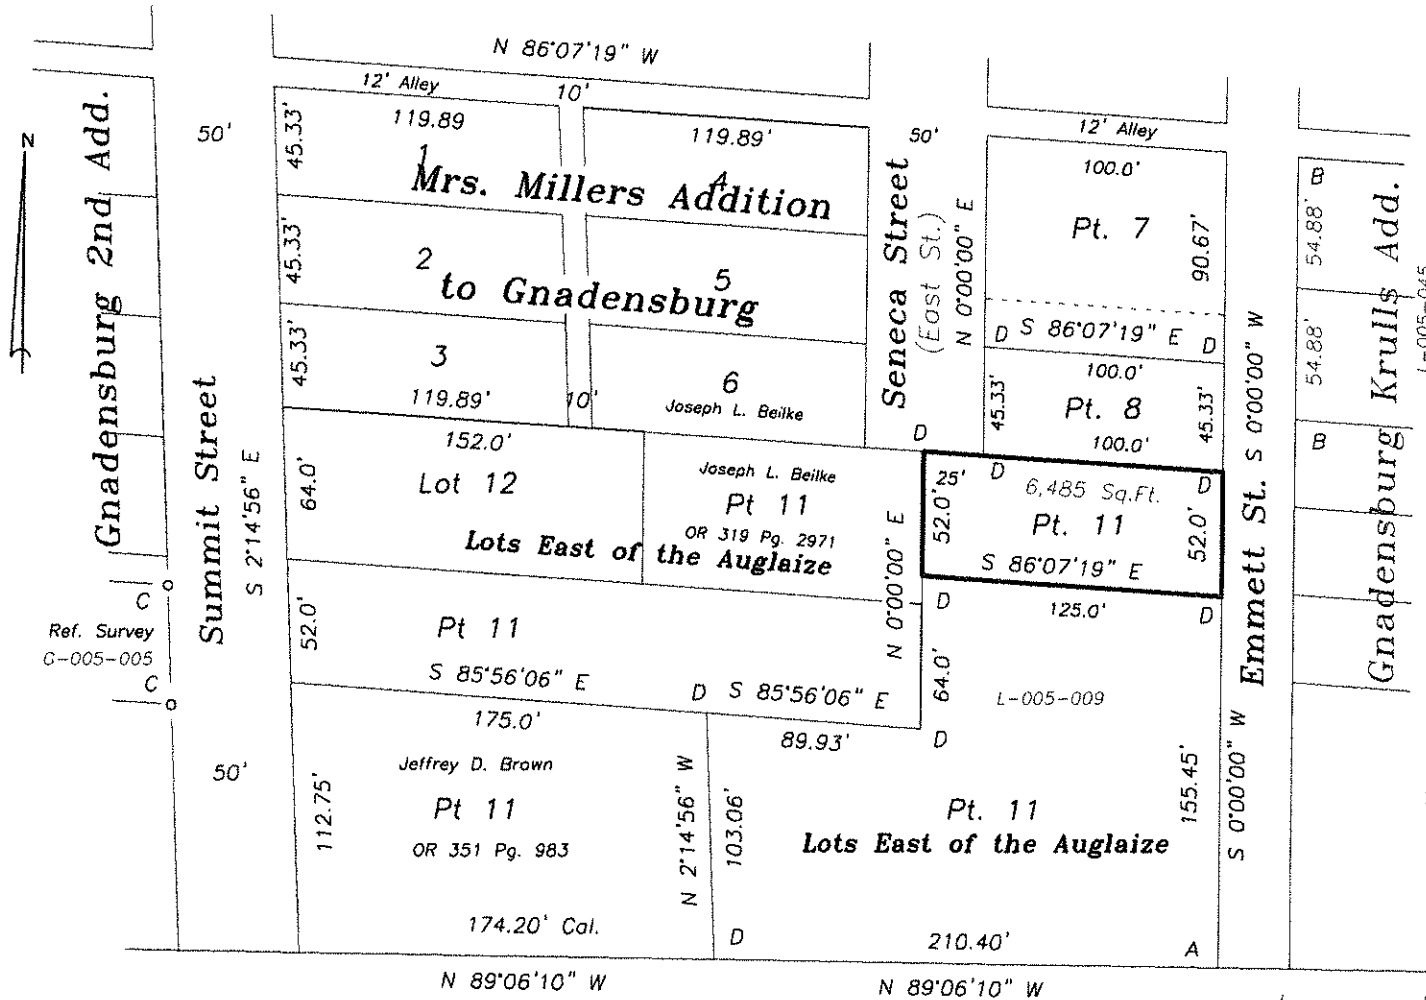 N 86°07'19" W
12' Alley
10'
50'
45.33'
119.89
119.89'
50'
12' Alley
100.0'
N
Gnadensburg 2nd Add.
1
4
Mrs. Millers Addition
Seneca Street
(East St.)
N 0°00'00" E
Pt. 7
90.67'
B
54.88'
45.33'
2
5
to Gnadensburg
D
S 86°07'19" E
D
54.88'
Gnadensburg Krulls Add.
L-005-045
45.33'
3
119.89'
10'
6
Joseph L. Beilke
100.0'
45.33'
Pt. 8
45.33'
100.0'
D
B
Summit Street
S 2°14'56" E
152.0'
64.0'
Lot 12
Joseph L. Beilke
Pt 11
OR 319 Pg. 2971
Lots East of the Auglaize
N 0°00'00" E
25'
D
6,485 Sq.Ft.
D
52.0'
Pt. 11
52.0'
S 86°07'19" E
Emmett St.
S 0°00'00" W
C
Ref. Survey
G-005-005
C
52.0'
Pt 11
S 85°56'06" E
D
S 85°56'06" E
D
125.0'
D
64.0'
L-005-009
175.0'
89.93'
D
50'
Jeffrey D. Brown
112.75'
Pt 11
OR 351 Pg. 983
N 2°14'56" W
103.06'
Pt. 11
155.45'
S 0°00'00" W
Lots East of the Auglaize
174.20' Cal.
D
210.40'
A
N 89°06'10" W
N 89°06'10" W